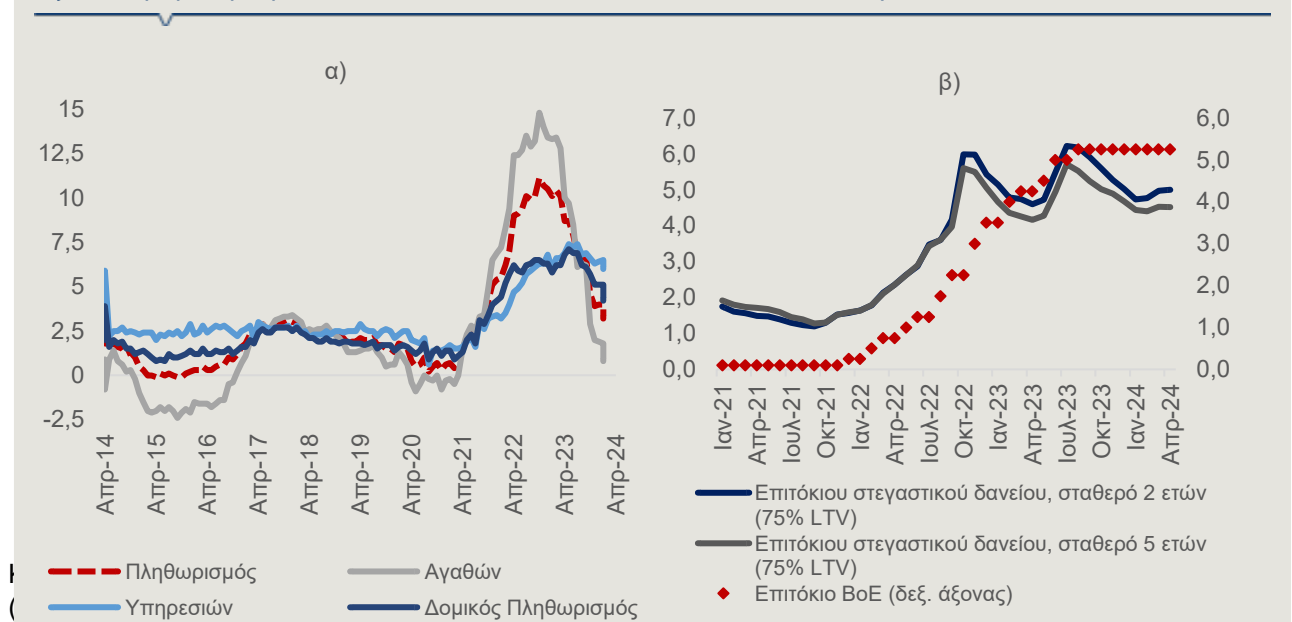 α)
15
12,5
10
7,5
5
2,5
0
-2,5
Απρ-14
Απρ-15
Απρ-16
Απρ-17
Απρ-18
Απρ-19
Απρ-20
Απρ-21
Απρ-22
Απρ-23
Απρ-24
Πληθωρισμός
Αγαθών
Υπηρεσιών
Δομικός Πληθωρισμός
β)
7,0
6,0
5,0
4,0
3,0
2,0
1,0
0,0
6,0
5,0
4,0
3,0
2,0
1,0
0,0
Ιαν-21
Απρ-21
Ιουλ-21
Οκτ-21
Ιαν-22
Απρ-22
Ιουλ-22
Οκτ-22
Ιαν-23
Απρ-23
Ιουλ-23
Οκτ-23
Ιαν-24
Απρ-24
Επιτόκιου στεγαστικού δανείου, σταθερό 2 ετών
(75% LTV)
Επιτόκιου στεγαστικού δανείου, σταθερό 5 ετών
(75% LTV)
Επιτόκιο BoE (δεξ. άξονας)